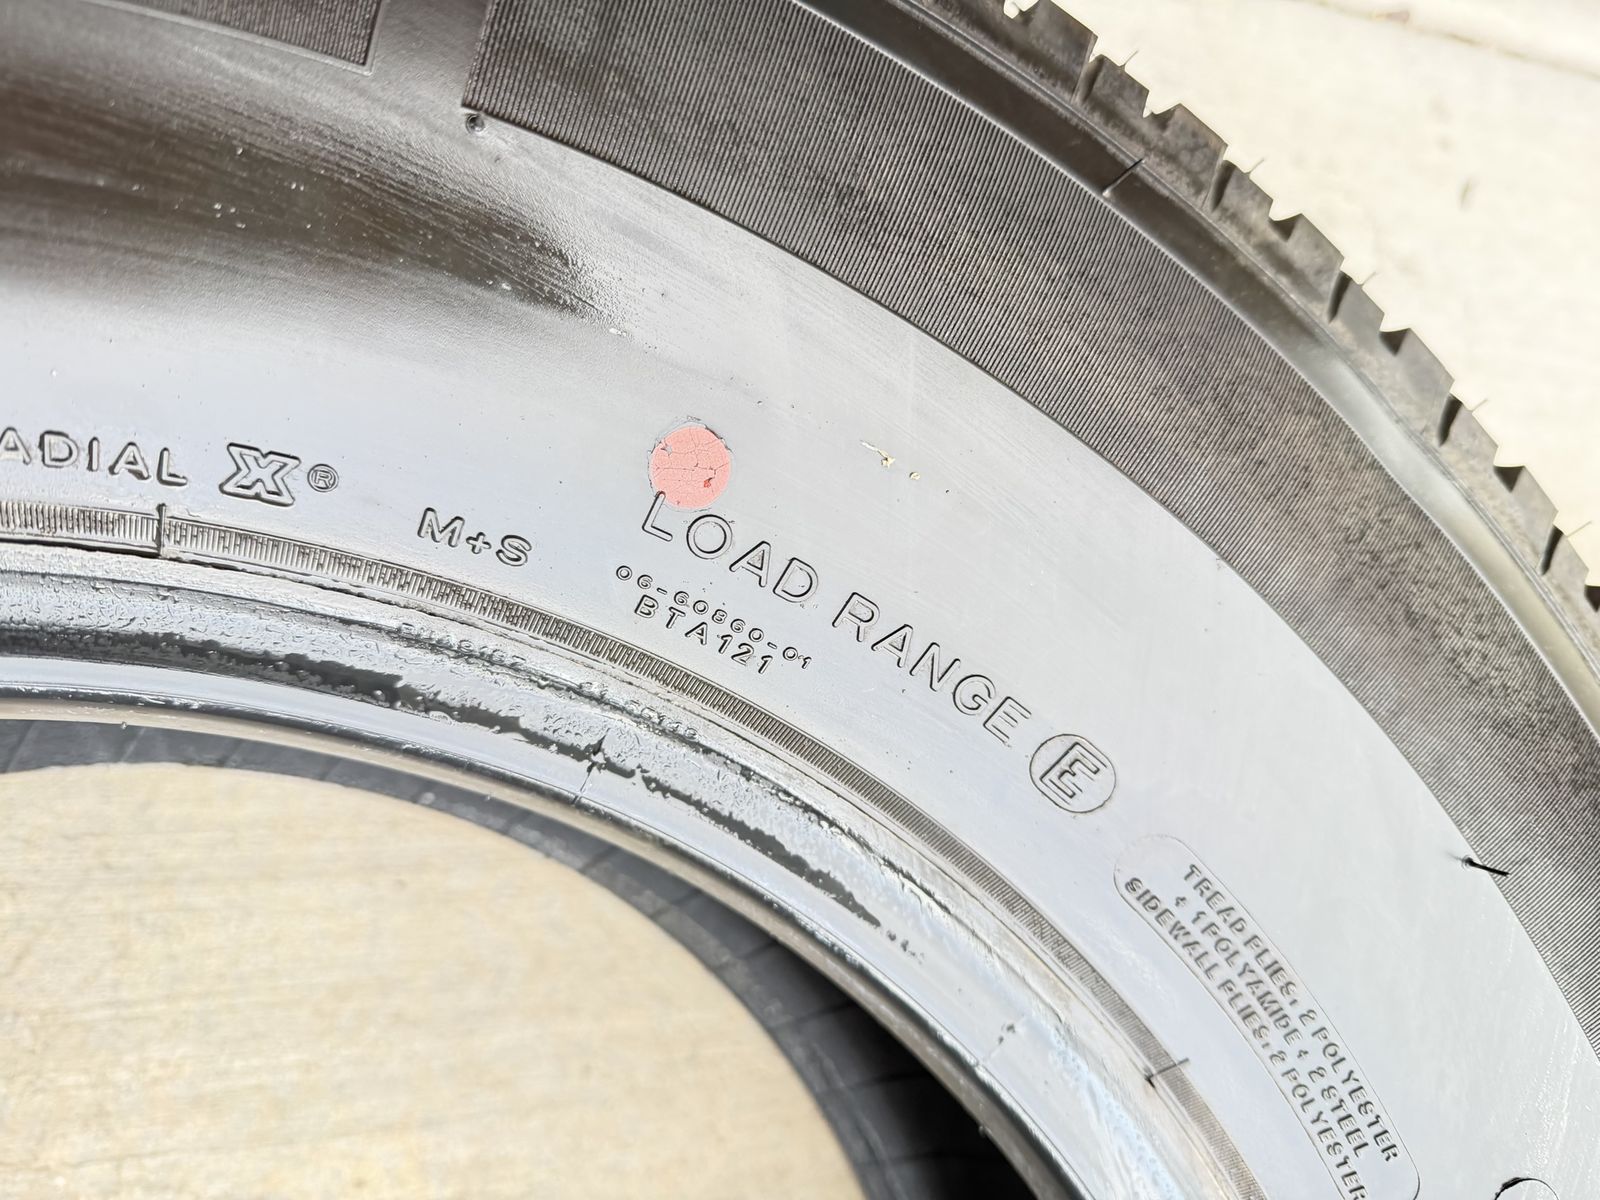 ADIAL X®
M+S
LOAD RANGE E
06-60860-01
BTA121
TREAD PLIES: 2 POLYESTER
+ 1 POLYAMIDE + 2 STEEL
SIDEWALL PLIES: 2 POLYESTER